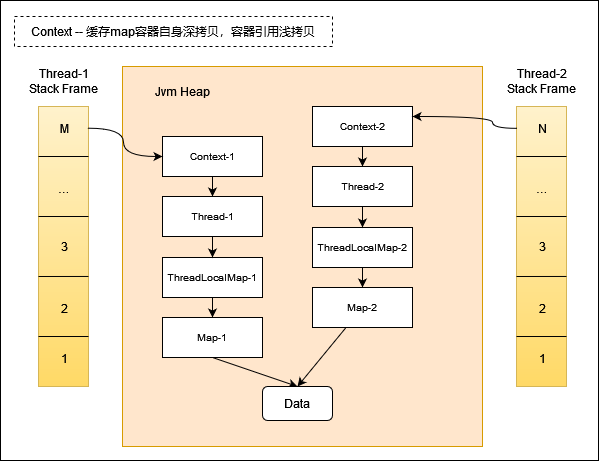 Context -- 缓存map容器自身深拷贝，容器引用浅拷贝
Thread-1
Stack Frame
M
...
3
2
1
Jvm Heap
Context-1
Thread-1
ThreadLocalMap-1
Map-1
Context-2
Thread-2
ThreadLocalMap-2
Map-2
Data
Thread-2
Stack Frame
N
...
3
2
1